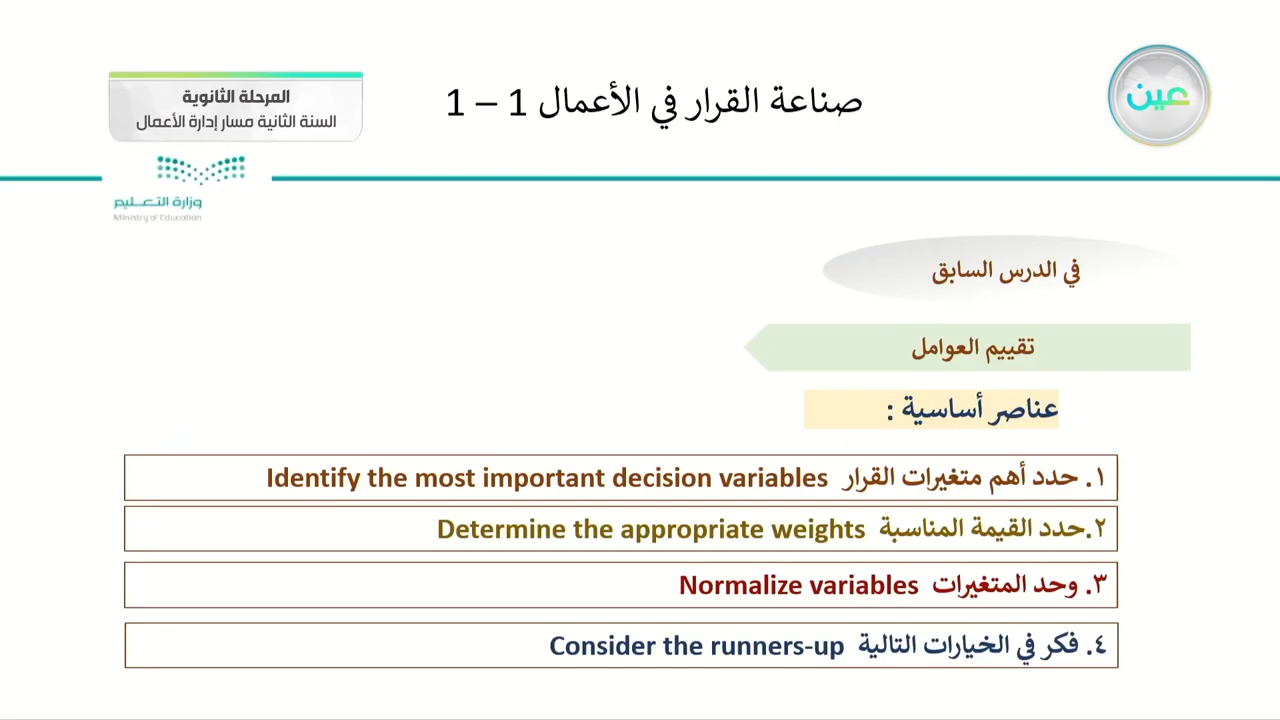 عين
صناعة القرار في الأعمال 1 – 1
المرحلة الثانوية
السنة الثانية مسار إدارة الأعمال
وزارة التعليم
Ministry of Education
في الدرس السابق
تقييم العوامل
عناصر أساسية :
١. حدد أهم متغيرات القرار Identify the most important decision variables
٢.حدد القيمة المناسبة Determine the appropriate weights
٣. وحد المتغيرات Normalize variables
٤. فكر في الخيارات التالية Consider the runners-up